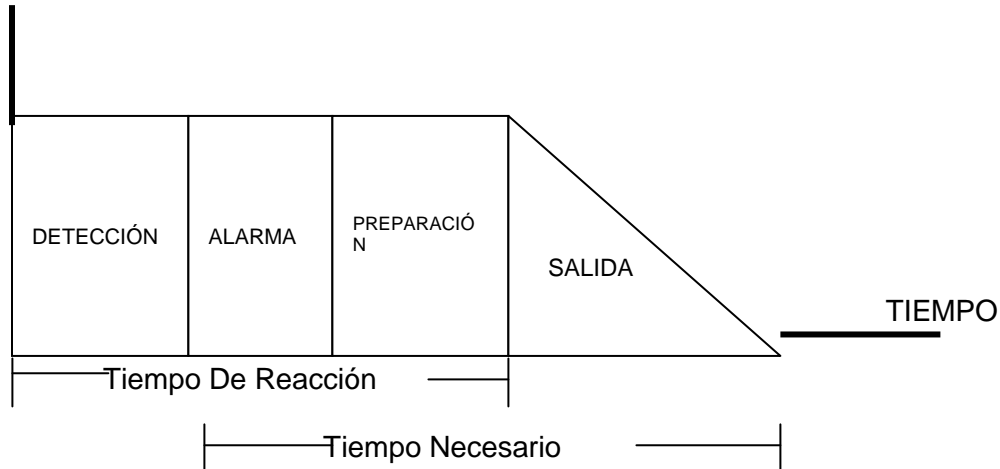 DETECCIÓN
ALARMA
PREPARACIÓ
N
SALIDA
TIEMPO
Tiempo De Reacción
Tiempo Necesario